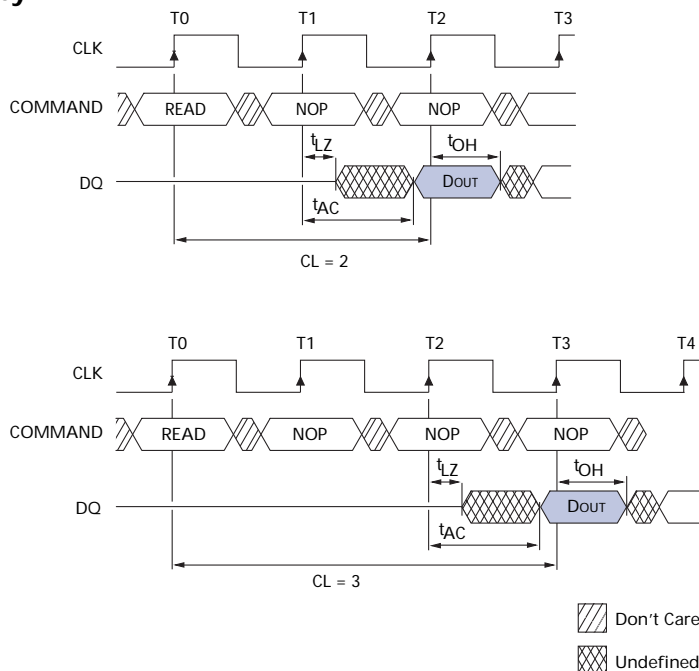 T0 T1 T2 T3
CLK
COMMAND READ NOP NOP
tLZ tOH
DQ DOUT
tAC
CL = 2
T0 T1 T2 T3 T4
CLK
COMMAND READ NOP NOP NOP
tLZ tOH
DQ DOUT
tAC
CL = 3
Don't Care
Undefined